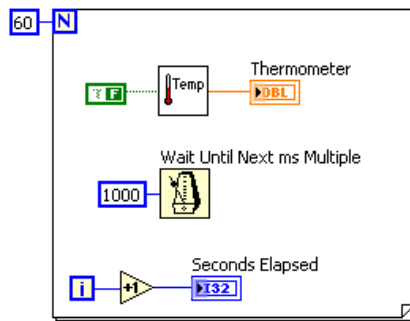 60 N
Temp
Thermometer
? F
DBL
Wait Until Next ms Multiple
1000
Seconds Elapsed
i
+1
I32